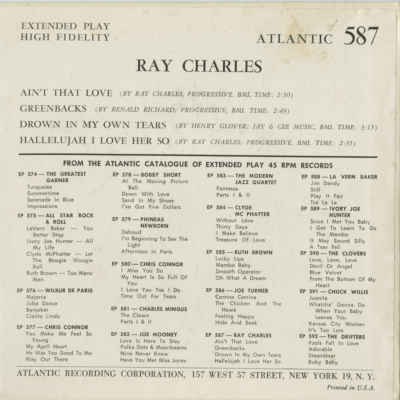 EXTENDED PLAY
HIGH FIDELITY
ATLANTIC 587
RAY CHARLES
AIN'T THAT LOVE (BY RAY CHARLES; PROGRESSIVE, BMI. TIME: 2:50)
GREENBACKS (BY RENALD RICHARD; PROGRESSIVE, BMI. TIME: 2:49)
DROWN IN MY OWN TEARS (BY HENRY GLOVER; JAY & CEE MUSIC, BMI. TIME: 3:17)
HALLELUJAH I LOVE HER SO (BY RAY CHARLES; PROGRESSIVE, BMI. TIME: 2:35)
FROM THE ATLANTIC CATALOGUE OF EXTENDED PLAY 45 RPM RECORDS
EP 574 — THE GREATEST
GARNER
Turquoise
Summertime
Serenade In Blue
Impressions
EP 575 — ALL STAR ROCK
& ROLL
LaVern Baker — You
Better Stop
Ivory Joe Hunter — All
My Life
Clyde McPhatter — Let
The Boogie Woogie
Roll
Ruth Brown — Too Many
Men
EP 576 — WILBUR DE PARIS
Majorca
Juba Dance
Banjoker
Cielito Lindo
EP 577 — CHRIS CONNOR
You Make Me Feel So
Young
My April Heart
He Was Too Good To Me
Way Out There
EP 578 — BOBBY SHORT
At The Moving Picture
Ball
Down With Love
Sand In My Shoes
I've Got Five Dollars
EP 579 — PHINEAS
NEWBORN
Dahoud
I'm Beginning To See The
Light
Afternoon In Paris
EP 580 — CHRIS CONNOR
I Miss You So
My Heart Is So Full Of
You
I Love You Yes I Do
Time Out For Tears
EP 581 — CHARLES MINGUS
The Clown
Parts I & II
EP 582 — JOE MOONEY
Love Is Here To Stay
Polka Dots & Moonbeams
Nina Never Knew
Have You Met Miss Jones
EP 583 — THE MODERN
JAZZ QUARTET
Fontessa
Parts I & II
EP 584 — CLYDE
MC PHATTER
Without Love
Thirty Days
I Make Believe
Treasure Of Love
EP 585 — RUTH BROWN
Lucky Lips
Mambo Baby
Smooth Operator
Oh What A Dream
EP 586 — JOE TURNER
Corrine Corrina
The Chicken And The
Hawk
Feeling Happy
Hide And Seek
EP 587 — RAY CHARLES
Ain't That Love
Greenbacks
Drown In My Own Tears
Hallelujah I Love Her So
EP 588 — LA VERN BAKER
Jim Dandy
Still
Play It Fair
Tra La La
EP 589 — IVORY JOE
HUNTER
Since I Met You Baby
I Got To Learn To Do
The Mambo
It May Sound Silly
A Tear Fell
EP 590 — THE CLOVERS
Love, Love, Love
Devil Or Angel
Blue Velvet
From The Bottom Of My
Heart
EP 591 — CHUCK WILLIS
Juanita
Whatcha' Gonna Do
When Your Baby
Leaves You
Kansas City Woman
It's Too Late
EP 592 — THE DRIFTERS
Fools Fall In Love
Adorable
Steamboat
Ruby Baby
ATLANTIC RECORDING CORPORATION, 157 WEST 57 STREET, NEW YORK 19, N. Y.
Printed in U.S.A.